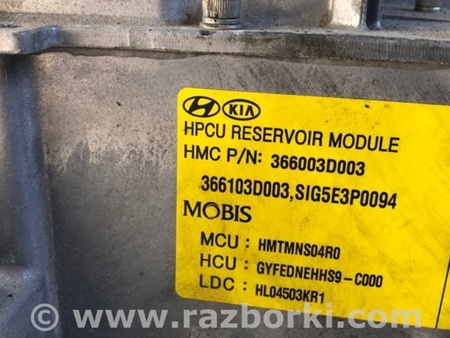 KIA
HPCU RESERVOIR MODULE
HMC P/N: 366003D003
366103D003,SIG5E3P0094
MOBIS
MCU : HMTMNS04R0
HCU : GYFEDNEHHS9-C000
LDC : HL04503KR1
© www.razborki.com/